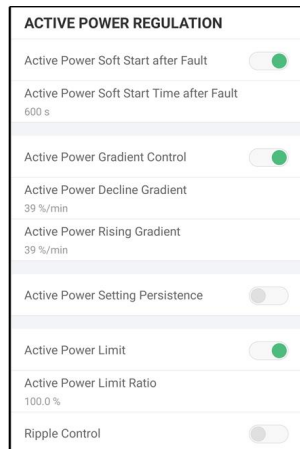 ACTIVE POWER REGULATION
Active Power Soft Start after Fault
Active Power Soft Start Time after Fault
600 s
Active Power Gradient Control
Active Power Decline Gradient
39 %/min
Active Power Rising Gradient
39 %/min
Active Power Setting Persistence
Active Power Limit
Active Power Limit Ratio
100.0 %
Ripple Control